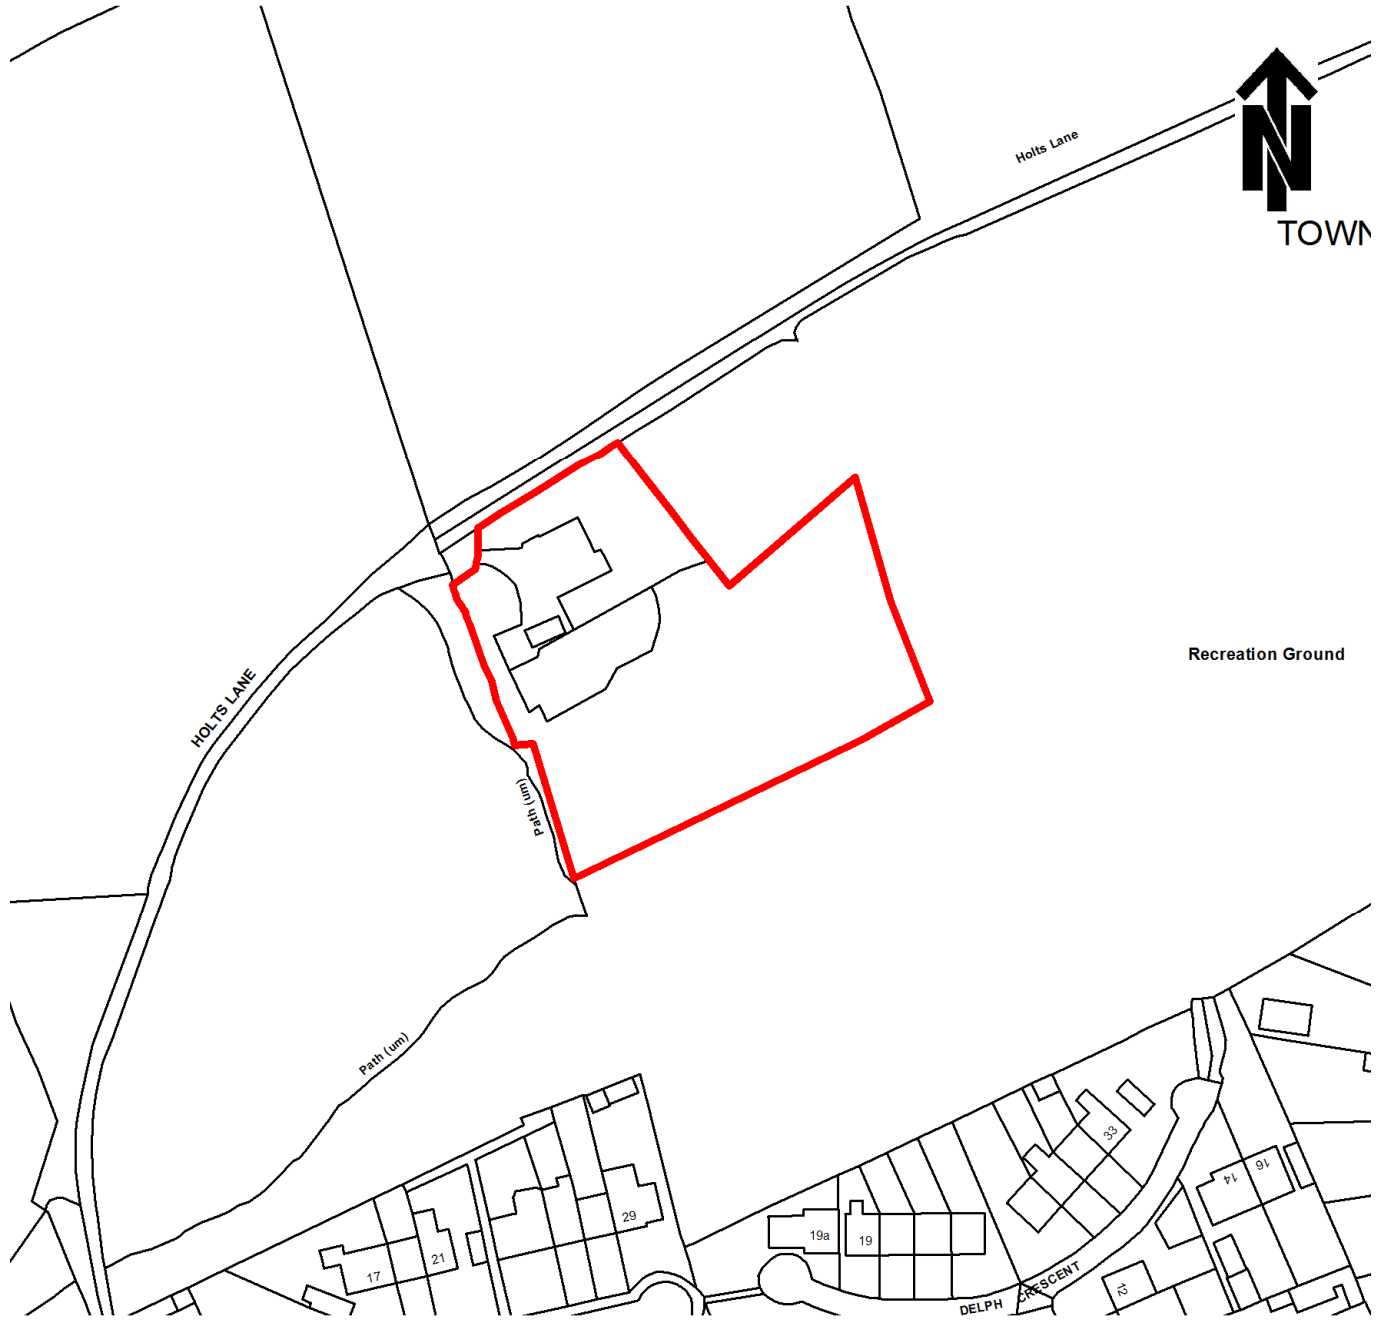 Holts Lane
N
TOWN
Recreation Ground
HOLTS LANE
Path (um)
Path (um)
33
16
14
29
19a
19
21
17
12
DELPH CRESCENT